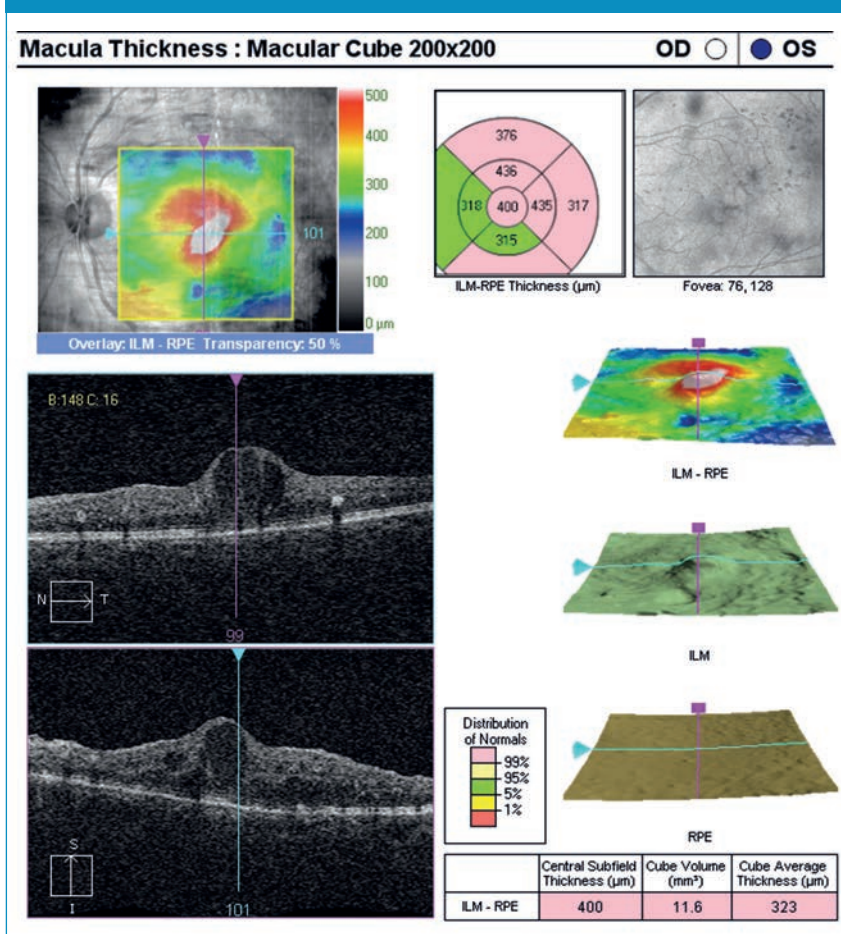 Macula Thickness : Macular Cube 200x200 OD OS
500
400
300
200
100
0 µm
101
Overlay: ILM - RPE Transparency: 50 %
376
436
318 400 435 317
315
ILM-RPE Thickness (µm)
Fovea: 76, 128
B:148 C: 16
N T
99
ILM - RPE
ILM
S
I
101
Distribution
of Normals
99%
95%
5%
1%
RPE
Central Subfield Thickness (µm) Cube Volume (mm³) Cube Average Thickness (µm)
ILM - RPE 400 11.6 323